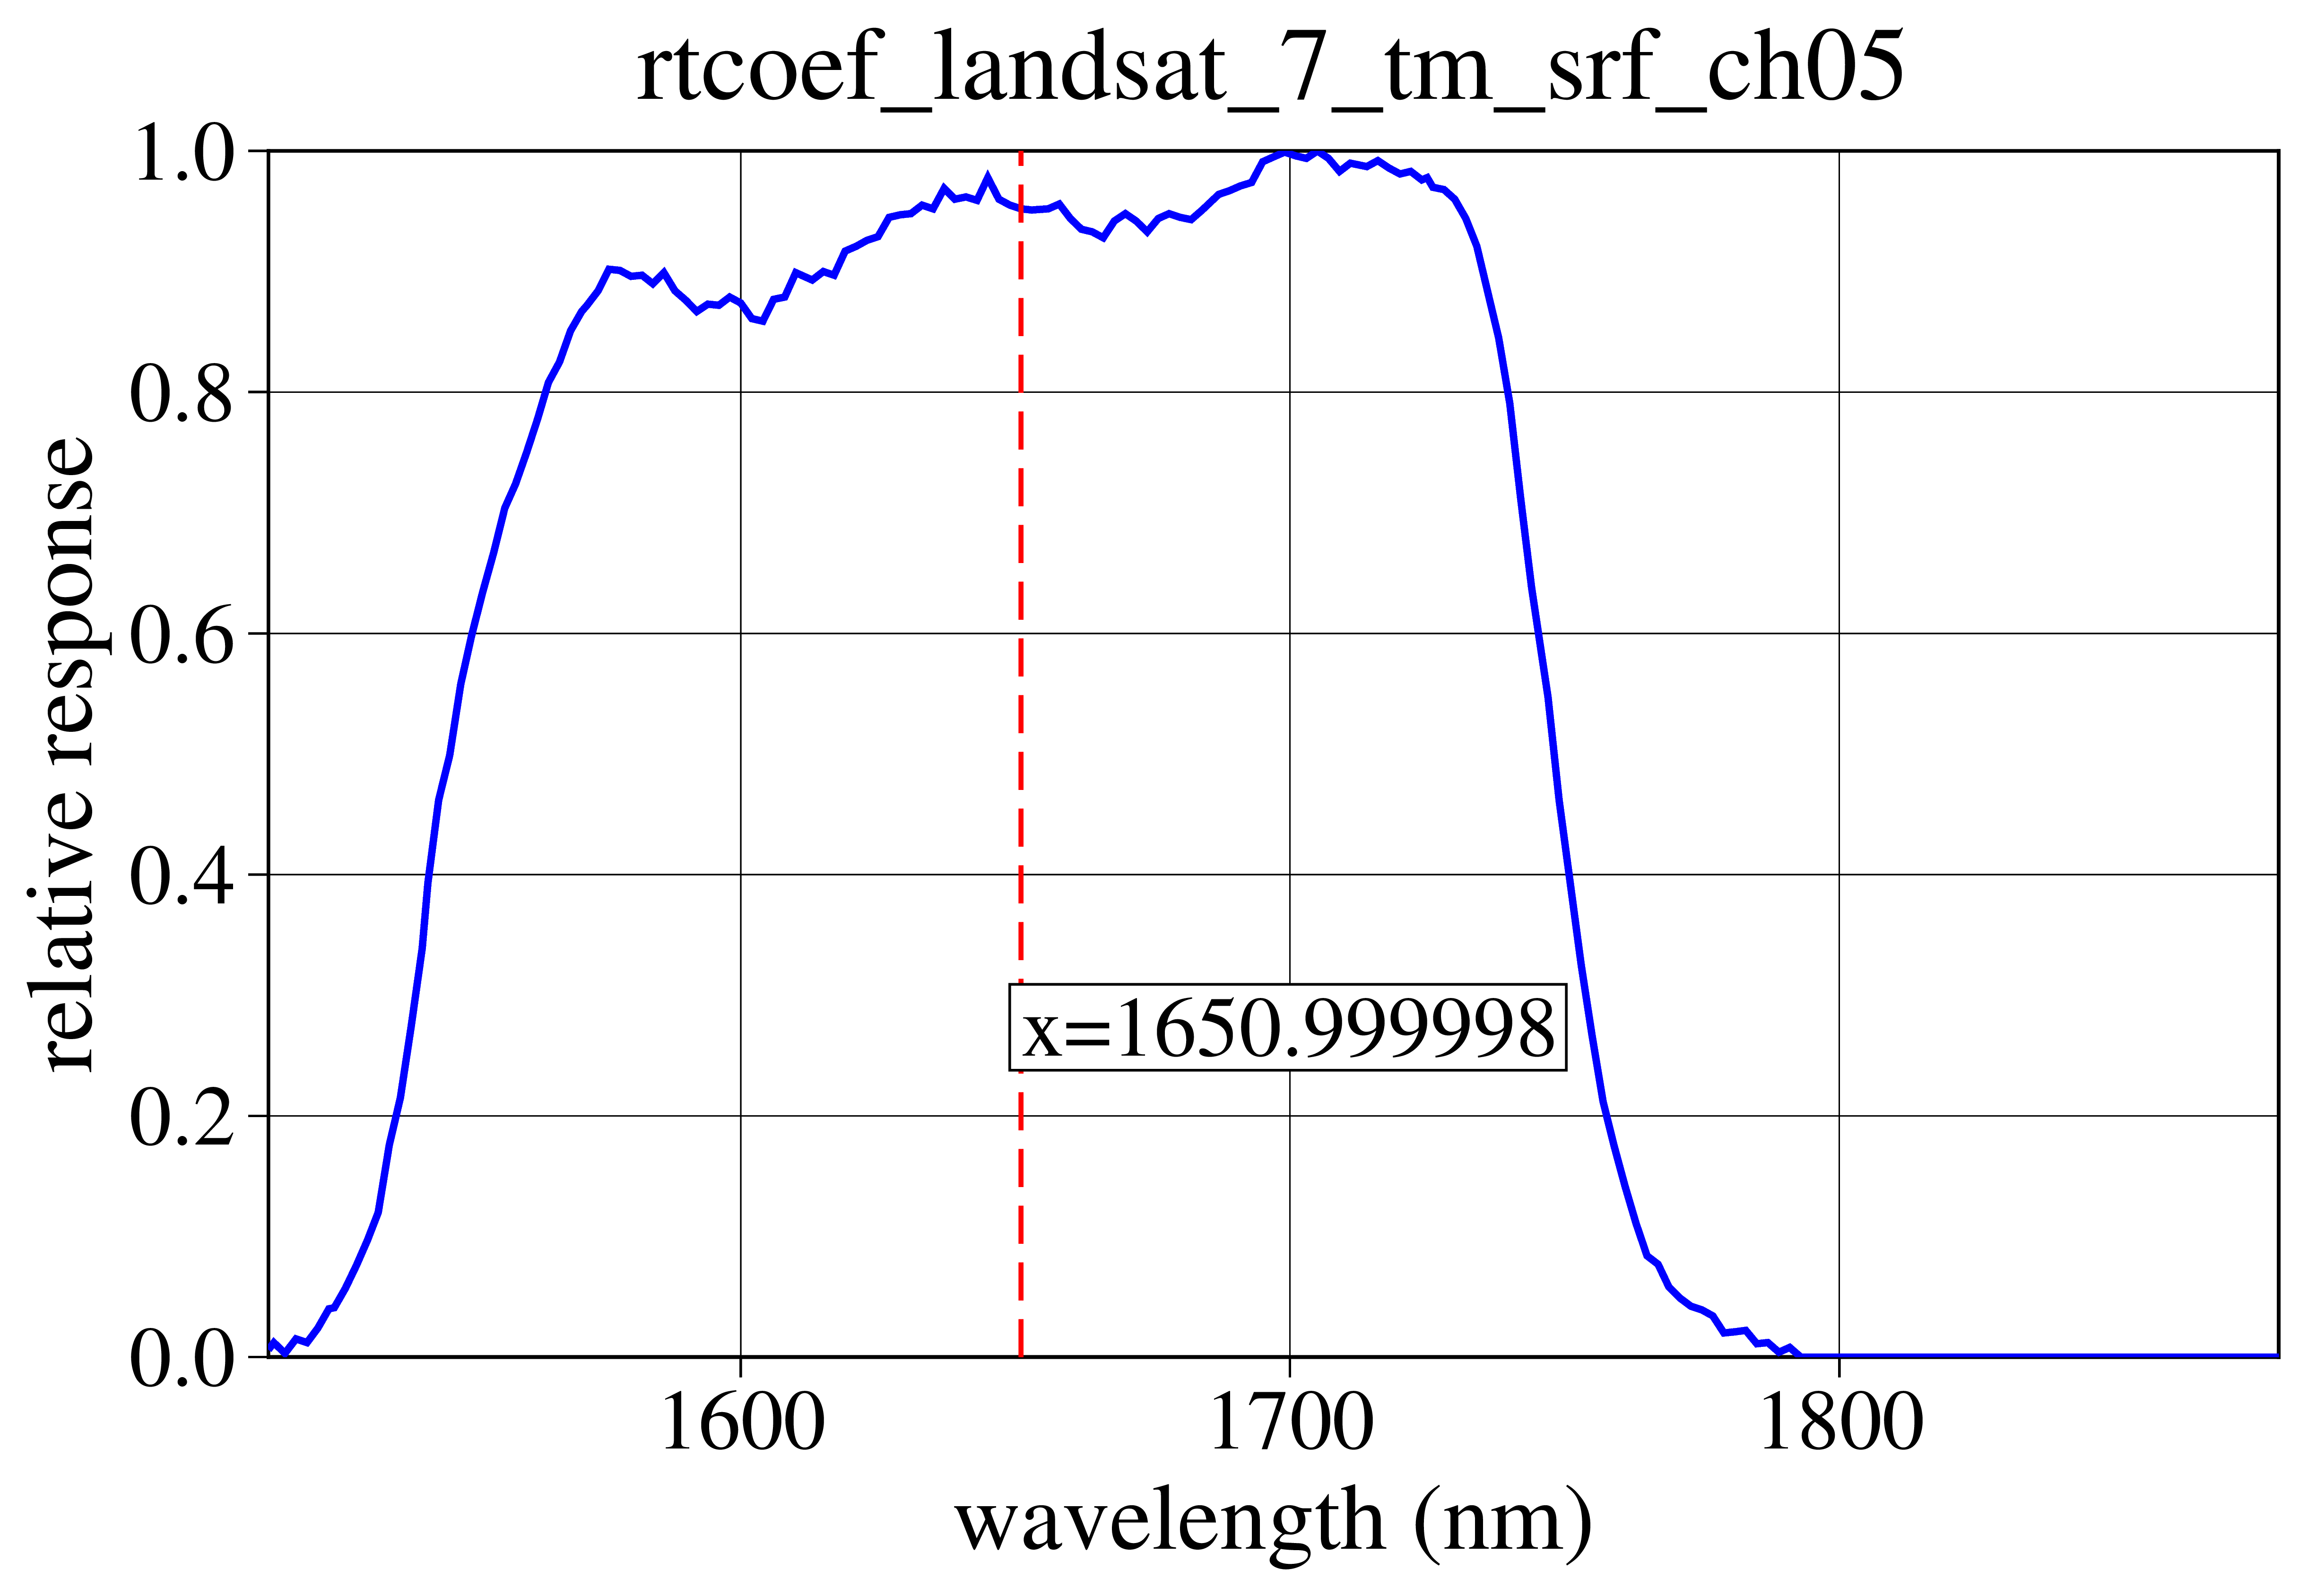 rtcoef_landsat_7_tm_srf_ch05
1.0
0.8
0.6
0.4
0.2
0.0
relative response
x=1650.999998
1600 1700 1800
wavelength (nm)